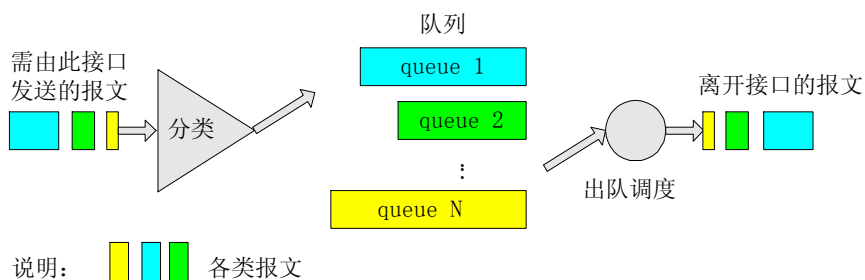 队列
需由此接口
发送的报文
queue 1
离开接口的报文
分类
queue 2
⋮
出队调度
queue N
说明：
各类报文